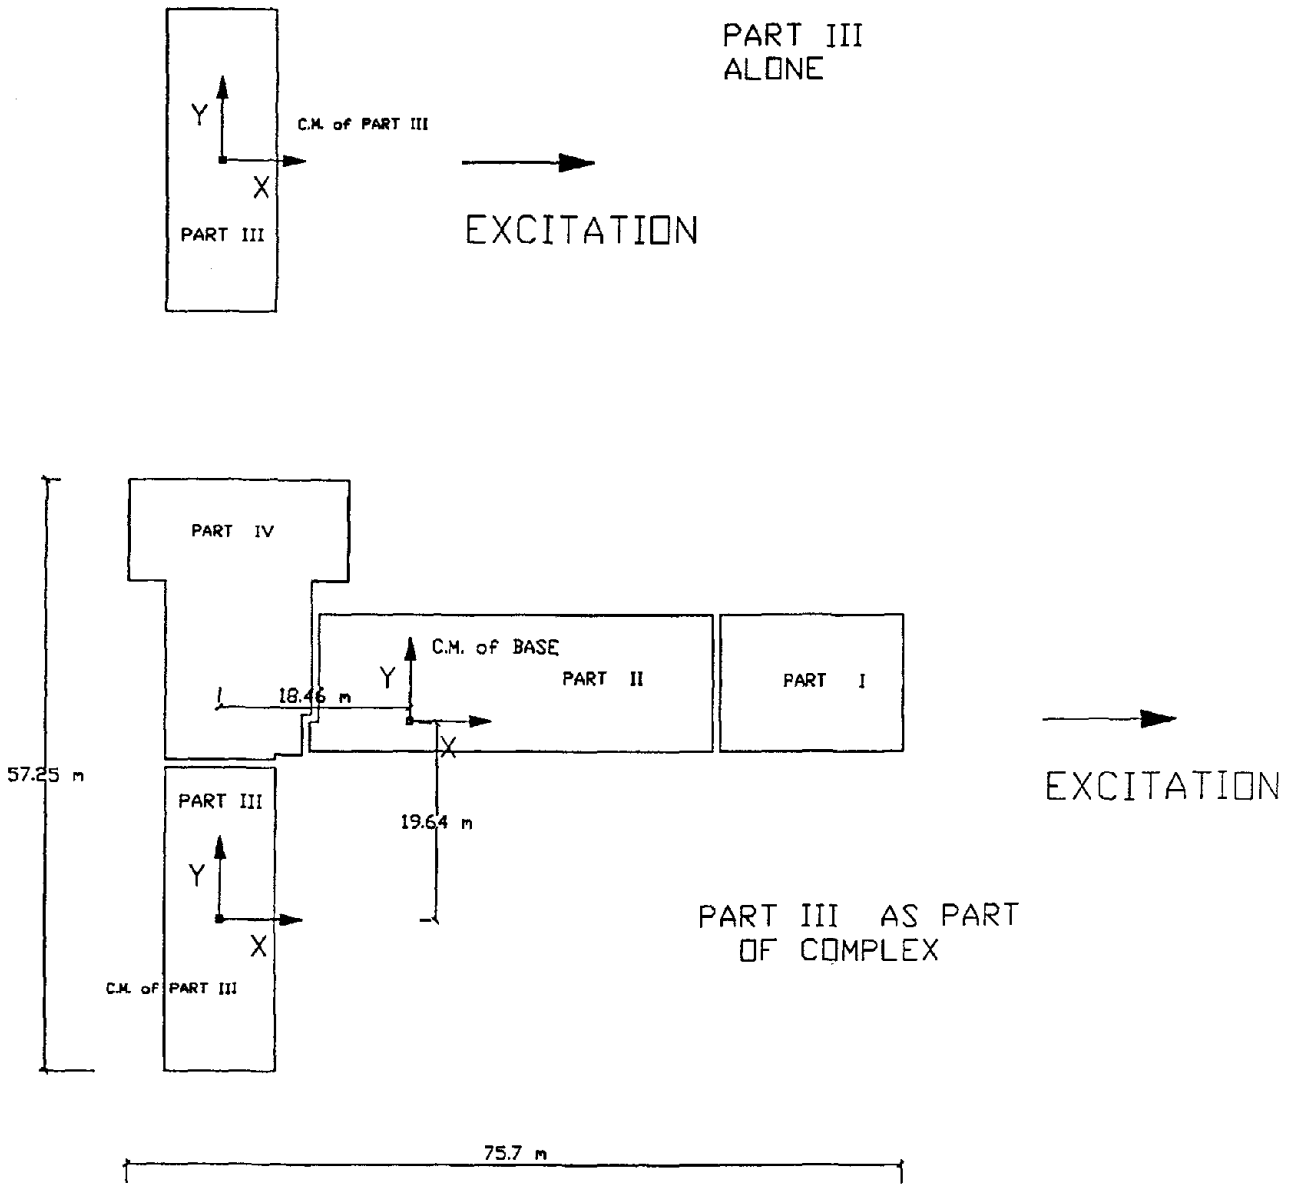 PART III
ALONE
Y
C.M. of PART III
X
PART III
EXCITATION
PART IV
C.M. of BASE
Y
PART II
PART I
18.46 m
X
57.25 m
EXCITATION
PART III
19.64 m
Y
PART III AS PART
OF COMPLEX
X
C.M. of PART III
75.7 m